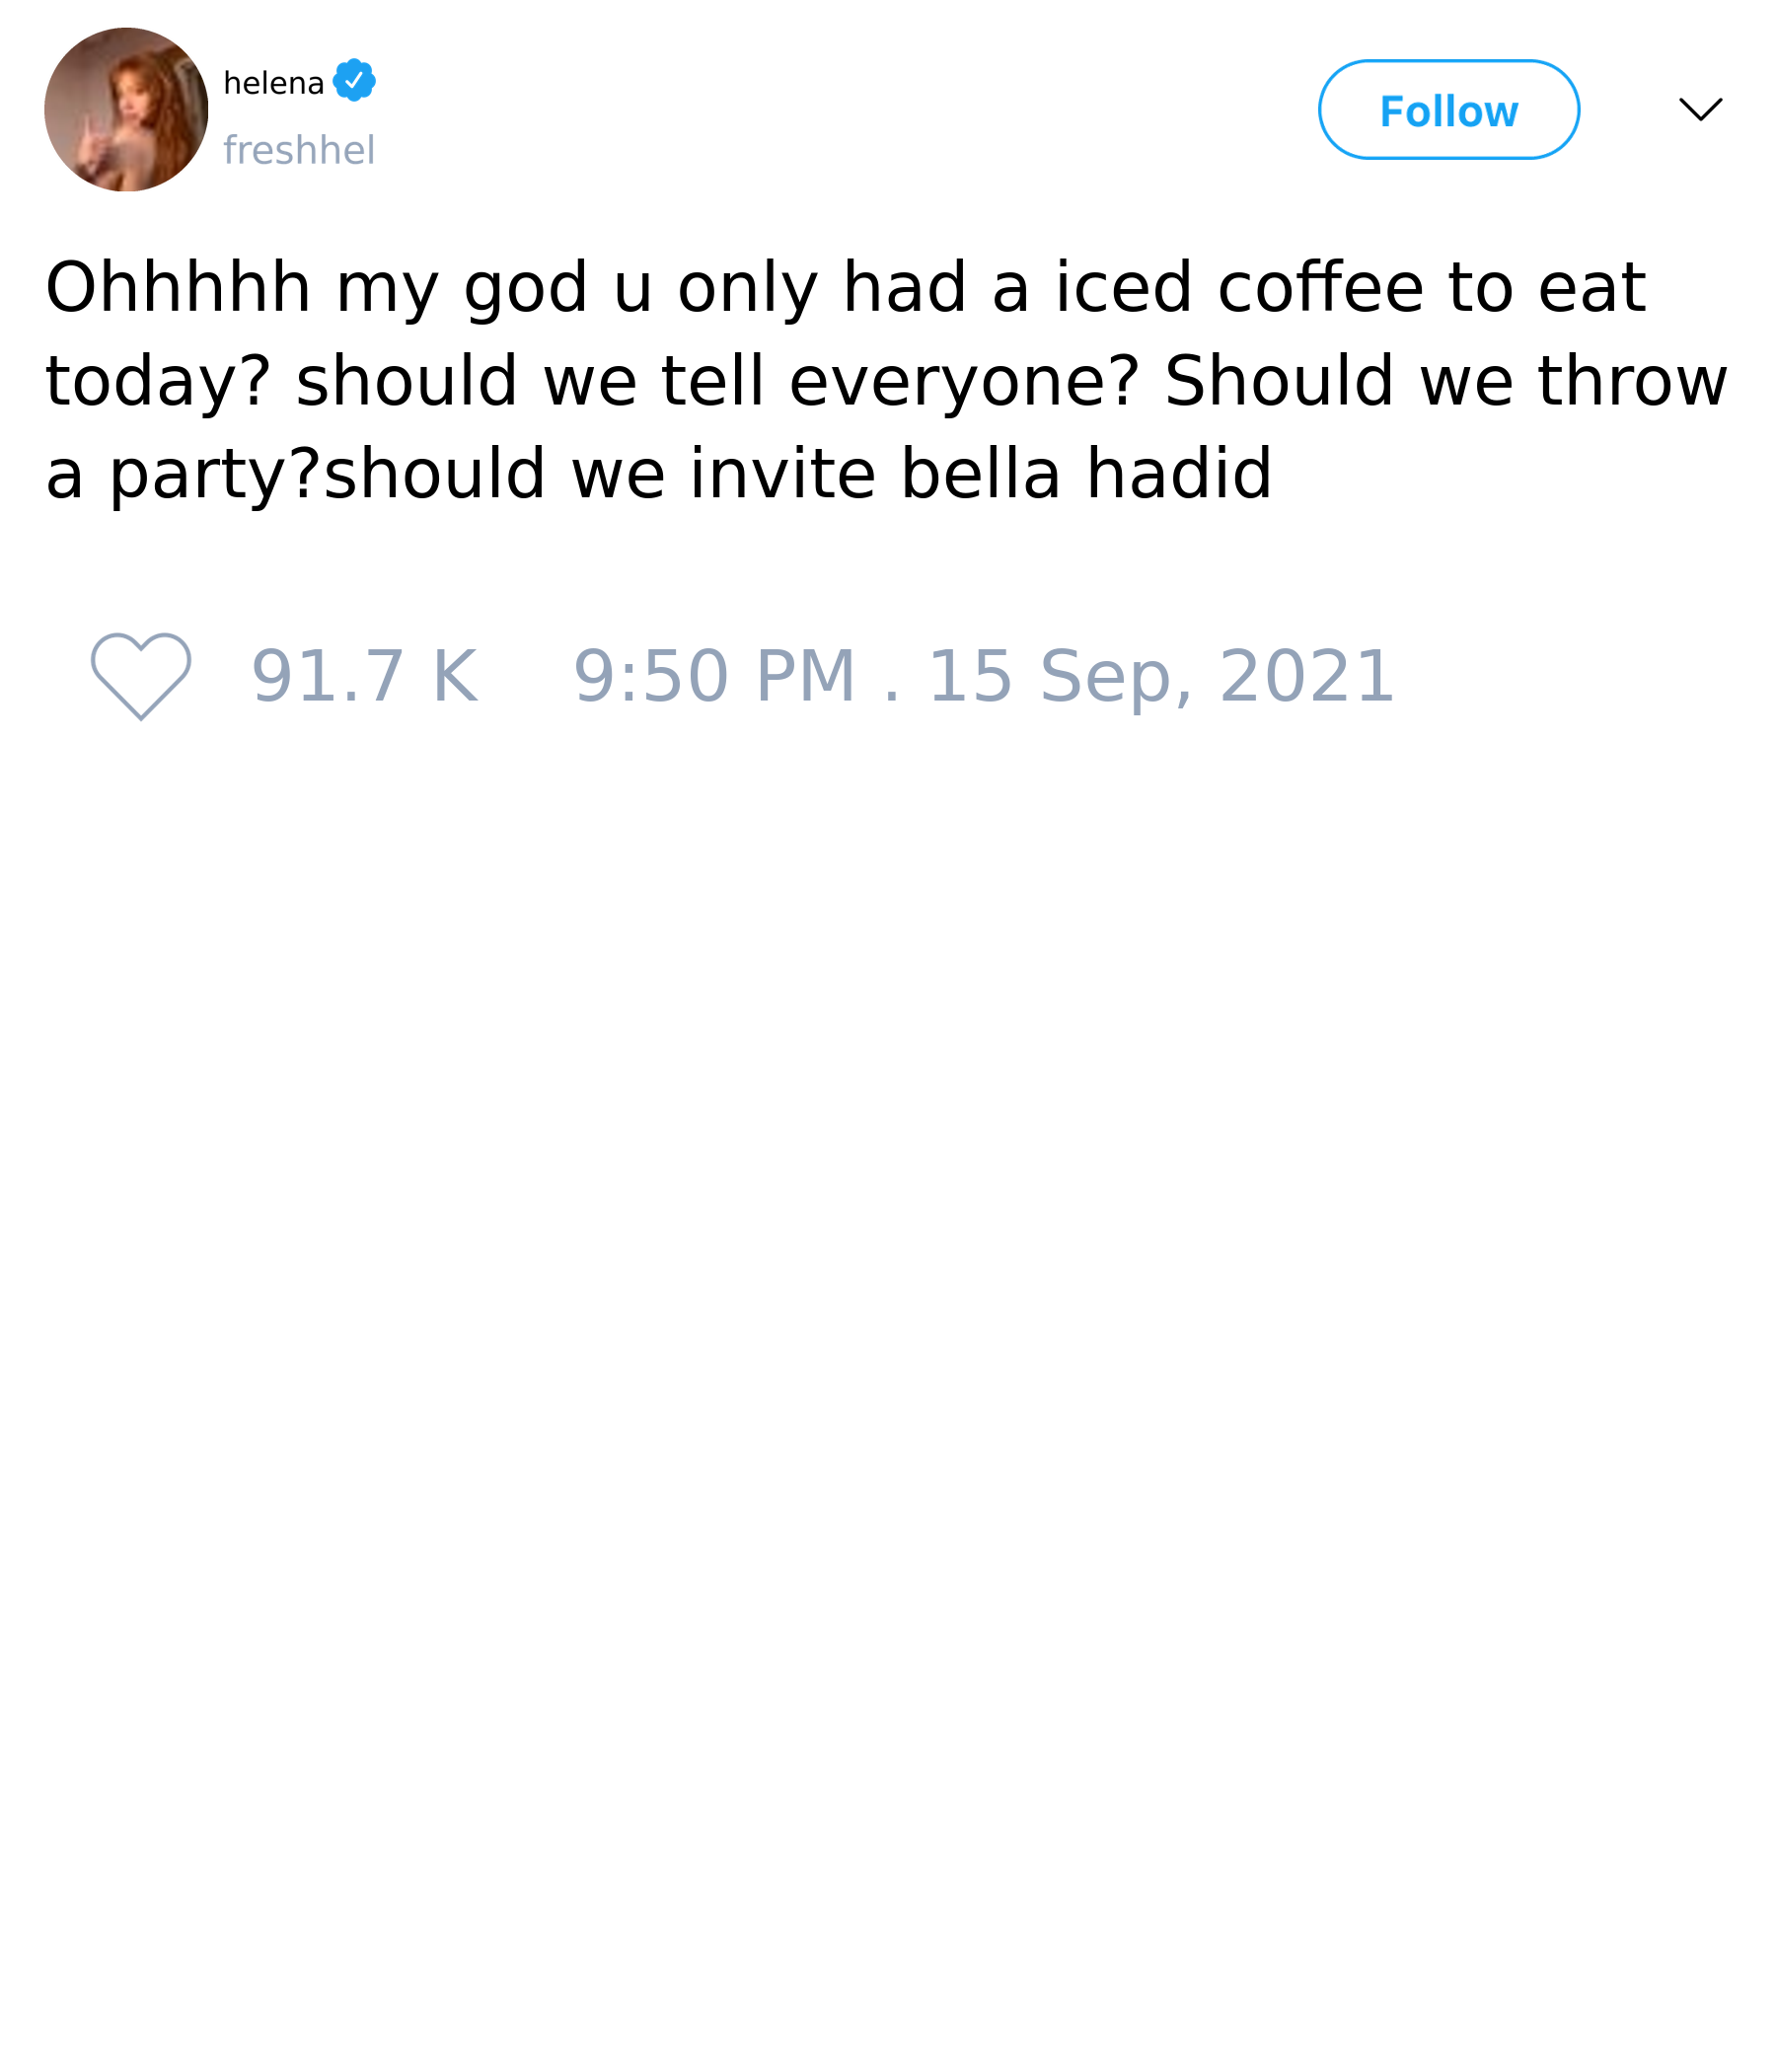 helena
freshhel
Follow
Ohhhhh my god u only had a iced coffee to eat
today? should we tell everyone? Should we throw
a party?should we invite bella hadid
91.7 K 9:50 PM . 15 Sep, 2021